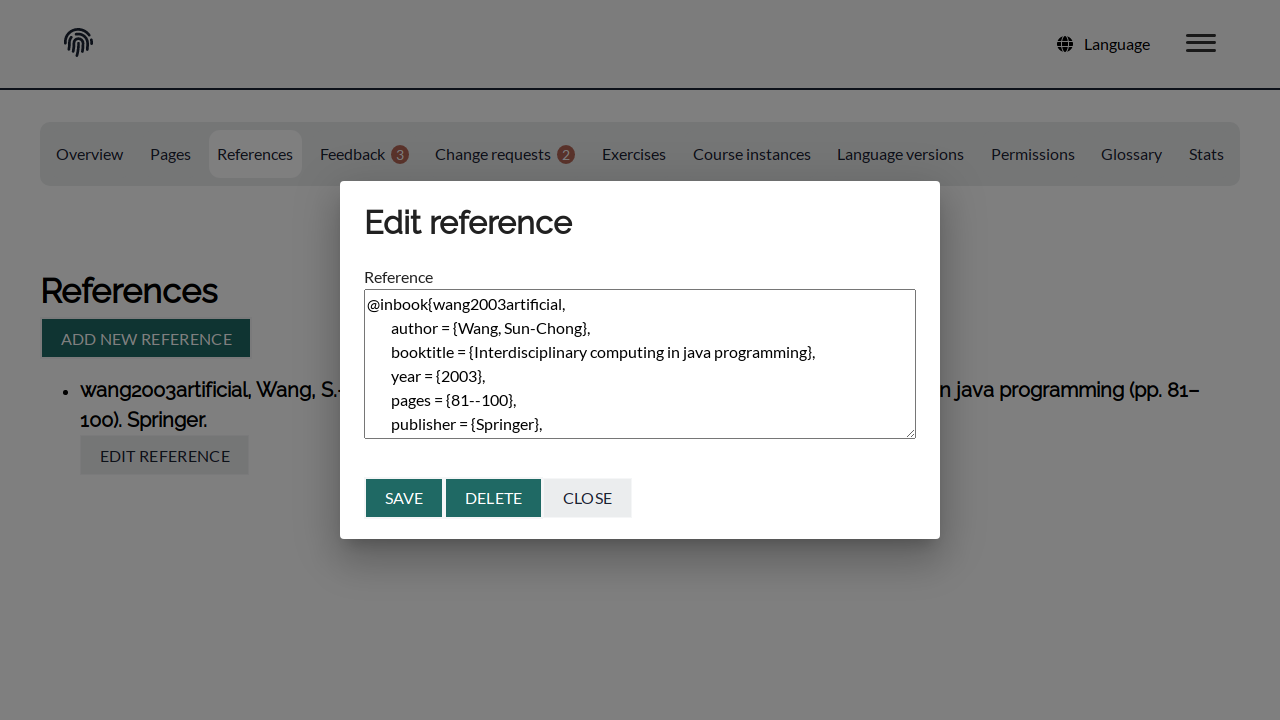 Language
Overview
Pages
References
Feedback 3
Change requests 2
Exercises
Course instances
Language versions
Permissions
Glossary
Stats
References
ADD NEW REFERENCE
wang2003artificial, Wang, S.- n java programming (pp. 81–
100). Springer.
EDIT REFERENCE
Edit reference
Reference
@inbook{wang2003artificial,
author = {Wang, Sun-Chong},
booktitle = {Interdisciplinary computing in java programming},
year = {2003},
pages = {81--100},
publisher = {Springer},
SAVE
DELETE
CLOSE